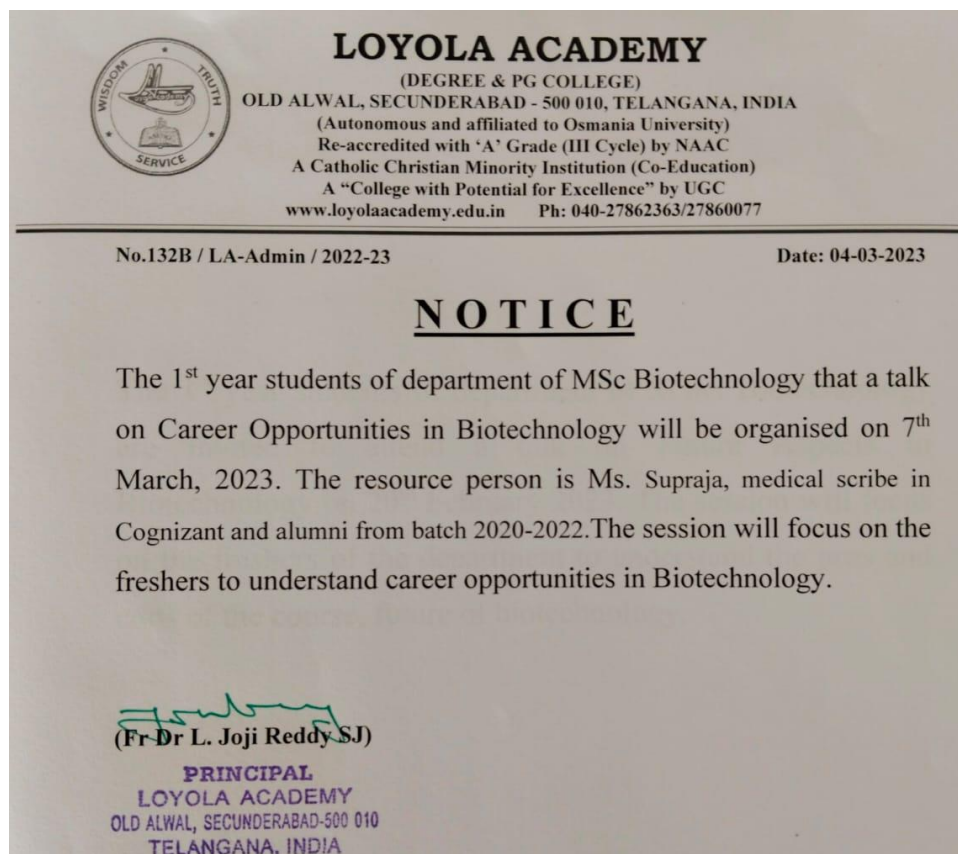 WISDOM
TRUTH
SERVICE
LOYOLA ACADEMY
(DEGREE & PG COLLEGE)
OLD ALWAL, SECUNDERABAD - 500 010, TELANGANA, INDIA
(Autonomous and affiliated to Osmania University)
Re-accredited with ‘A’ Grade (III Cycle) by NAAC
A Catholic Christian Minority Institution (Co-Education)
A “College with Potential for Excellence” by UGC
www.loyolaacademy.edu.in Ph: 040-27862363/27860077
No.132B / LA-Admin / 2022-23 Date: 04-03-2023
NOTICE
The 1st year students of department of MSc Biotechnology that a talk
on Career Opportunities in Biotechnology will be organised on 7th
March, 2023. The resource person is Ms. Supraja, medical scribe in
Cognizant and alumni from batch 2020-2022.The session will focus on the
freshers to understand career opportunities in Biotechnology.
(Fr Dr L. Joji Reddy SJ)
PRINCIPAL
LOYOLA ACADEMY
OLD ALWAL, SECUNDERABAD-500 010
TELANGANA, INDIA